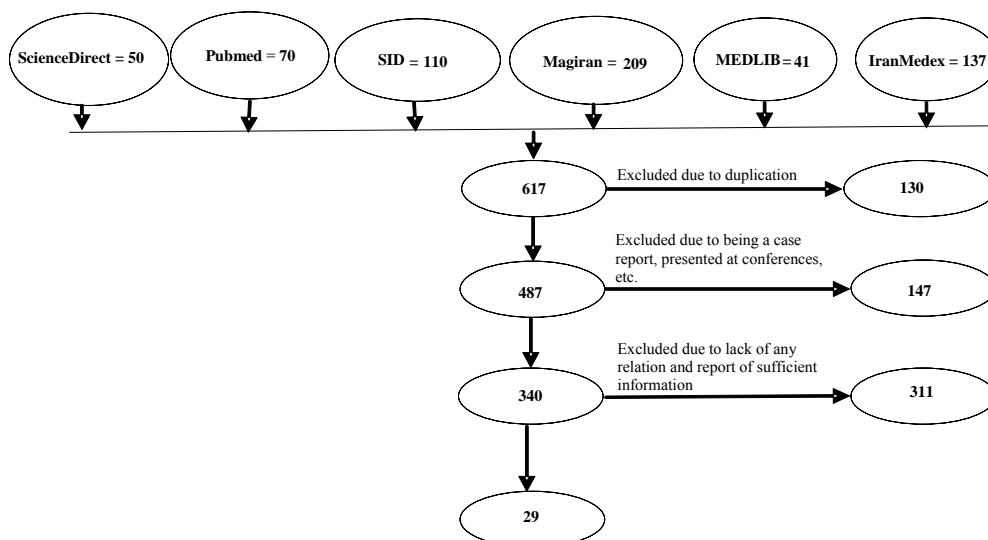 ScienceDirect = 50
Pubmed = 70
SID = 110
Magiran = 209
MEDLIB = 41
IranMedex = 137
617
Excluded due to duplication
130
Excluded due to being a case
report, presented at conferences,
etc.
487
147
Excluded due to lack of any
relation and report of sufficient
information
340
311
29